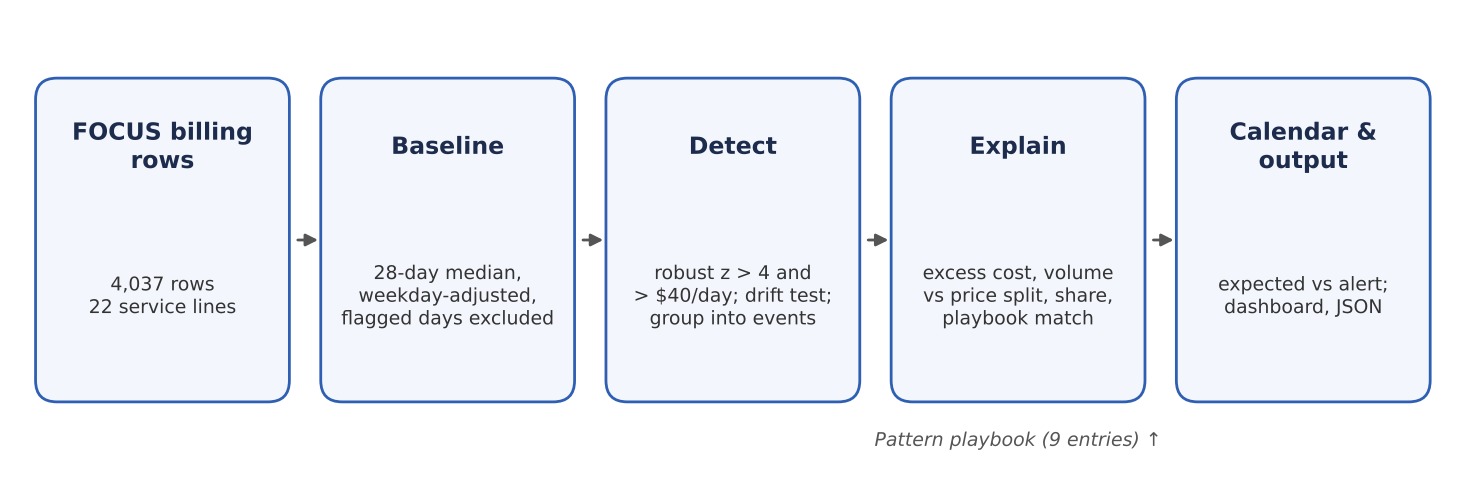 FOCUS billing
rows
4,037 rows
22 service lines
Baseline
28-day median,
weekday-adjusted,
flagged days excluded
Detect
robust z > 4 and
> $40/day; drift test;
group into events
Explain
excess cost, volume
vs price split, share,
playbook match
Calendar &
output
expected vs alert;
dashboard, JSON
Pattern playbook (9 entries) ↑